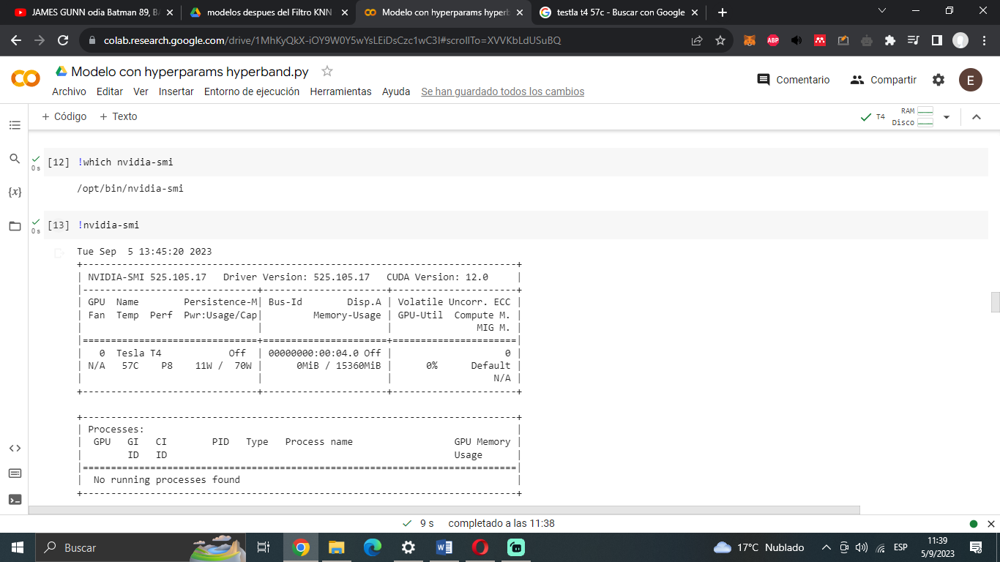 JAMES GUNN odia Batman 89, BA
modelos despues del Filtro KNN
Modelo con hyperparams hyperb
testla t4 57c - Buscar con Google
colab.research.google.com/drive/1MhKyQkX-iOY9W0Y5wYsLEiDsCzc1wC3I#scrollTo=XVVKbLdUSuBQ
ABP
CO Modelo con hyperparams hyperband.py
Comentario Compartir E
Archivo Editar Ver Insertar Entorno de ejecución Herramientas Ayuda Se han guardado todos los cambios
+ Código + Texto
T4 RAM
Disco
[12] !which nvidia-smi
0 s
/opt/bin/nvidia-smi
{x}
[13] !nvidia-smi
0 s
Tue Sep  5 13:45:20 2023
+-----------------------------------------------------------------------------+
| NVIDIA-SMI 525.105.17   Driver Version: 525.105.17   CUDA Version: 12.0     |
|-------------------------------+----------------------+----------------------+
| GPU  Name        Persistence-M| Bus-Id        Disp.A | Volatile Uncorr. ECC |
| Fan  Temp  Perf  Pwr:Usage/Cap|         Memory-Usage | GPU-Util  Compute M. |
|                               |                      |               MIG M. |
|===============================+======================+======================|
|   0  Tesla T4            Off  | 00000000:00:04.0 Off |                    0 |
| N/A   57C    P8    11W /  70W |      0MiB / 15360MiB |      0%      Default |
|                               |                      |                  N/A |
+-------------------------------+----------------------+----------------------+
+-----------------------------------------------------------------------------+
| Processes:                                                                  |
|  GPU   GI   CI        PID   Type   Process name                  GPU Memory |
|        ID   ID                                                   Usage      |
|=============================================================================|
|  No running processes found                                                 |
+-----------------------------------------------------------------------------+
9 s completado a las 11:38
Buscar
17°C Nublado
ESP
11:39
5/9/2023